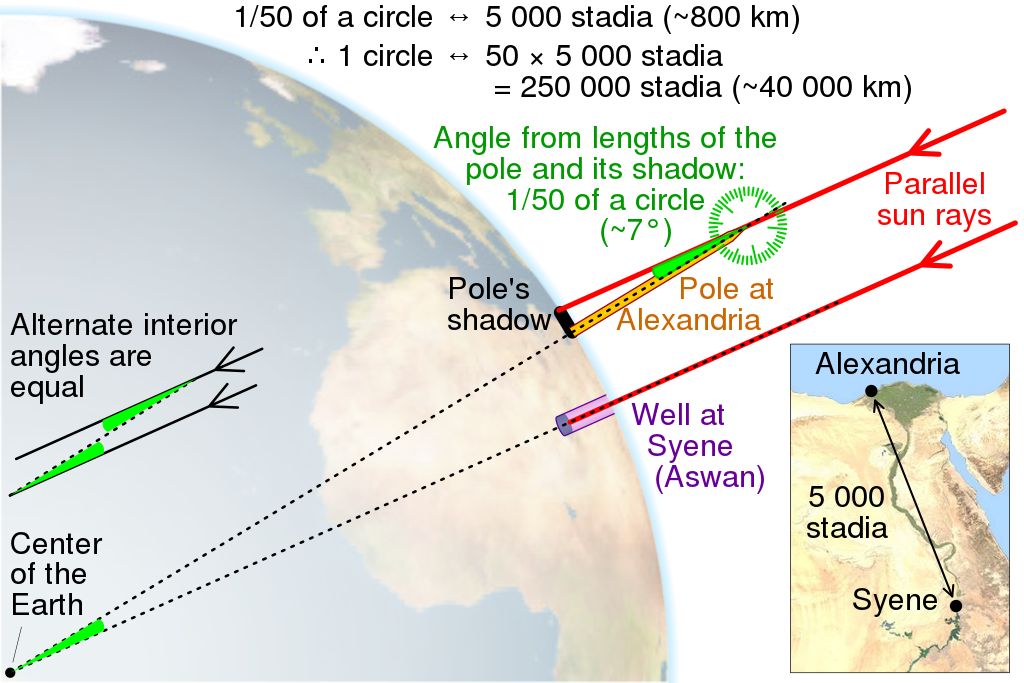 1/50 of a circle ↔ 5 000 stadia (~800 km)
∴ 1 circle ↔ 50 × 5 000 stadia
= 250 000 stadia (~40 000 km)
Angle from lengths of the
pole and its shadow:
1/50 of a circle
(~7°)
Parallel
sun rays
Pole's
shadow
Pole at
Alexandria
Alternate interior
angles are
equal
Well at
Syene
(Aswan)
Center
of the
Earth
Alexandria
5 000
stadia
Syene